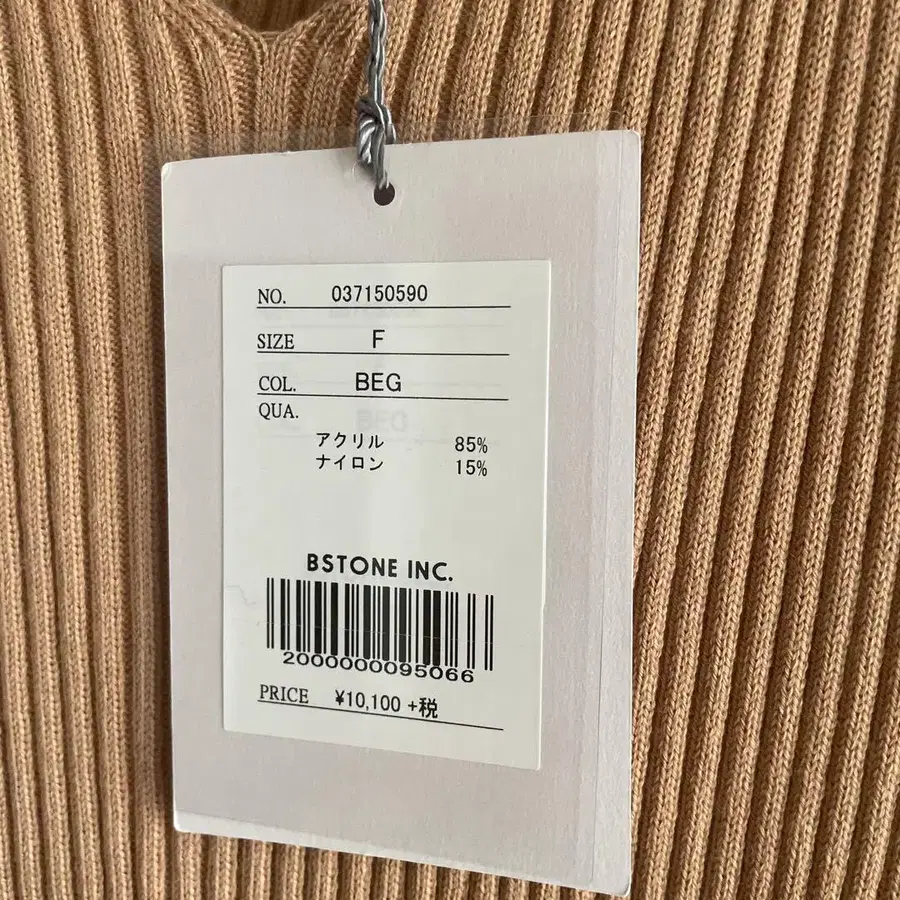 NO. 037150590
SIZE F
COL. BEG
QUA.
アクリル 85%
ナイロン 15%
BSTONE INC.
2000000095066
PRICE ¥10,100 +税